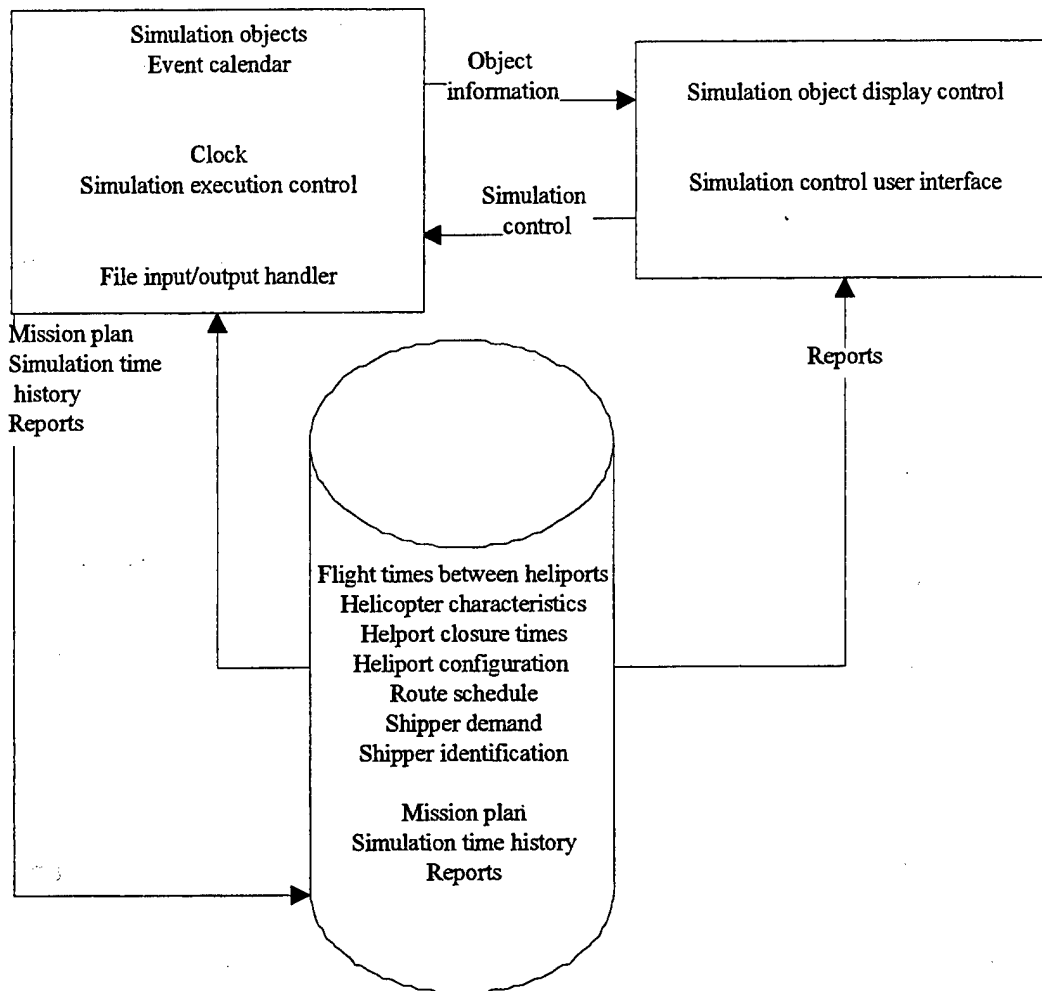 Simulation objects
Event calendar
Clock
Simulation execution control
File input/output handler
Object
information
Simulation
control
Simulation object display control
Simulation control user interface
Mission plan
Simulation time
history
Reports
Reports
Flight times between heliports
Helicopter characteristics
Helport closure times
Heliport configuration
Route schedule
Shipper demand
Shipper identification
Mission plan
Simulation time history
Reports